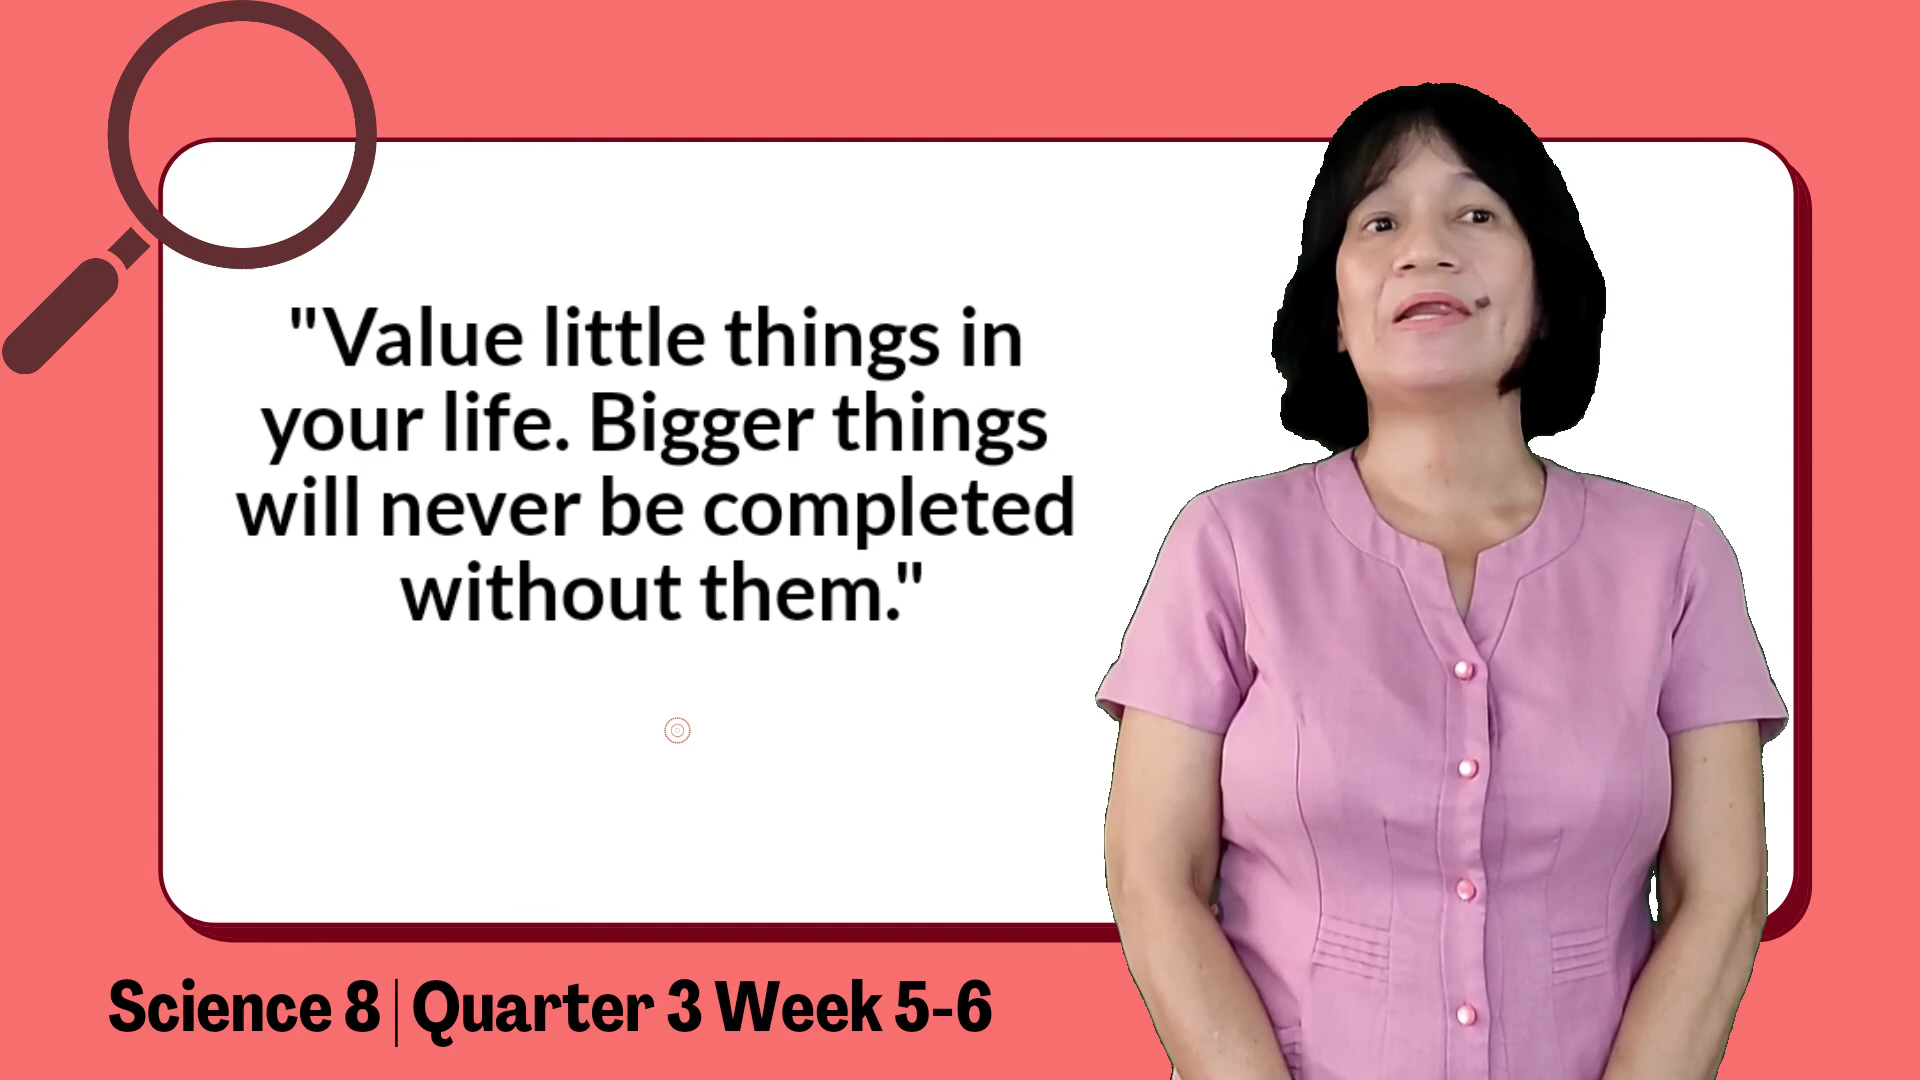 "Value little things in
your life. Bigger things
will never be completed
without them."
Science 8 | Quarter 3 Week 5-6